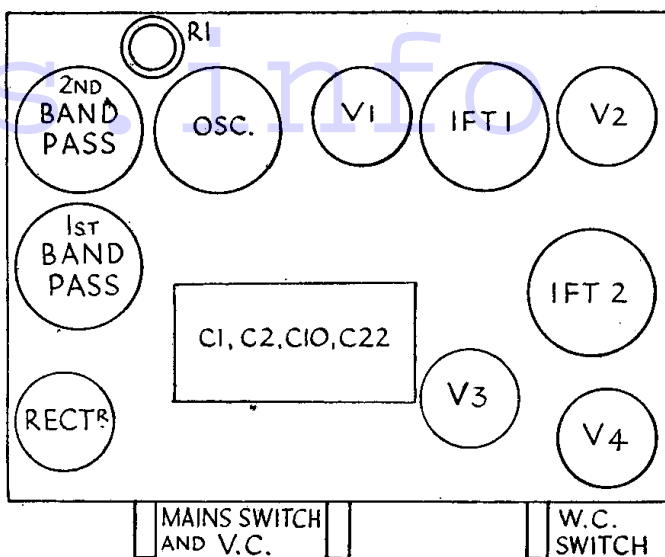 R1
2ND
BAND
PASS
OSC.
V1
IFT1
V2
1ST
BAND
PASS
IFT 2
C1, C2, C10, C22
RECTR.
V3
V4
MAINS SWITCH
AND V.C.
W.C.
SWITCH
s.info